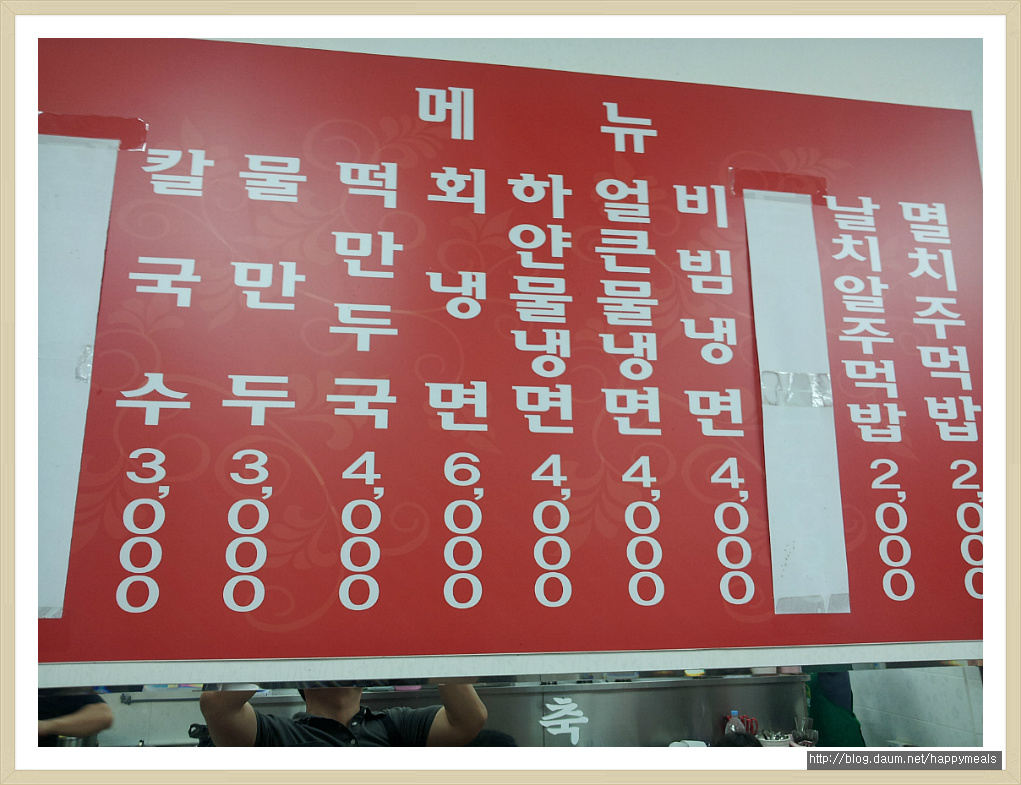 메뉴
칼국수 3,000
물만두 3,000
떡만두국 4,000
회냉면 6,000
하얀물냉면 4,000
얼큰물냉면 4,000
비빔냉면 4,000
날치알주먹밥 2,000
멸치주먹밥 2,000
축
http://blog.daum.net/happymeals